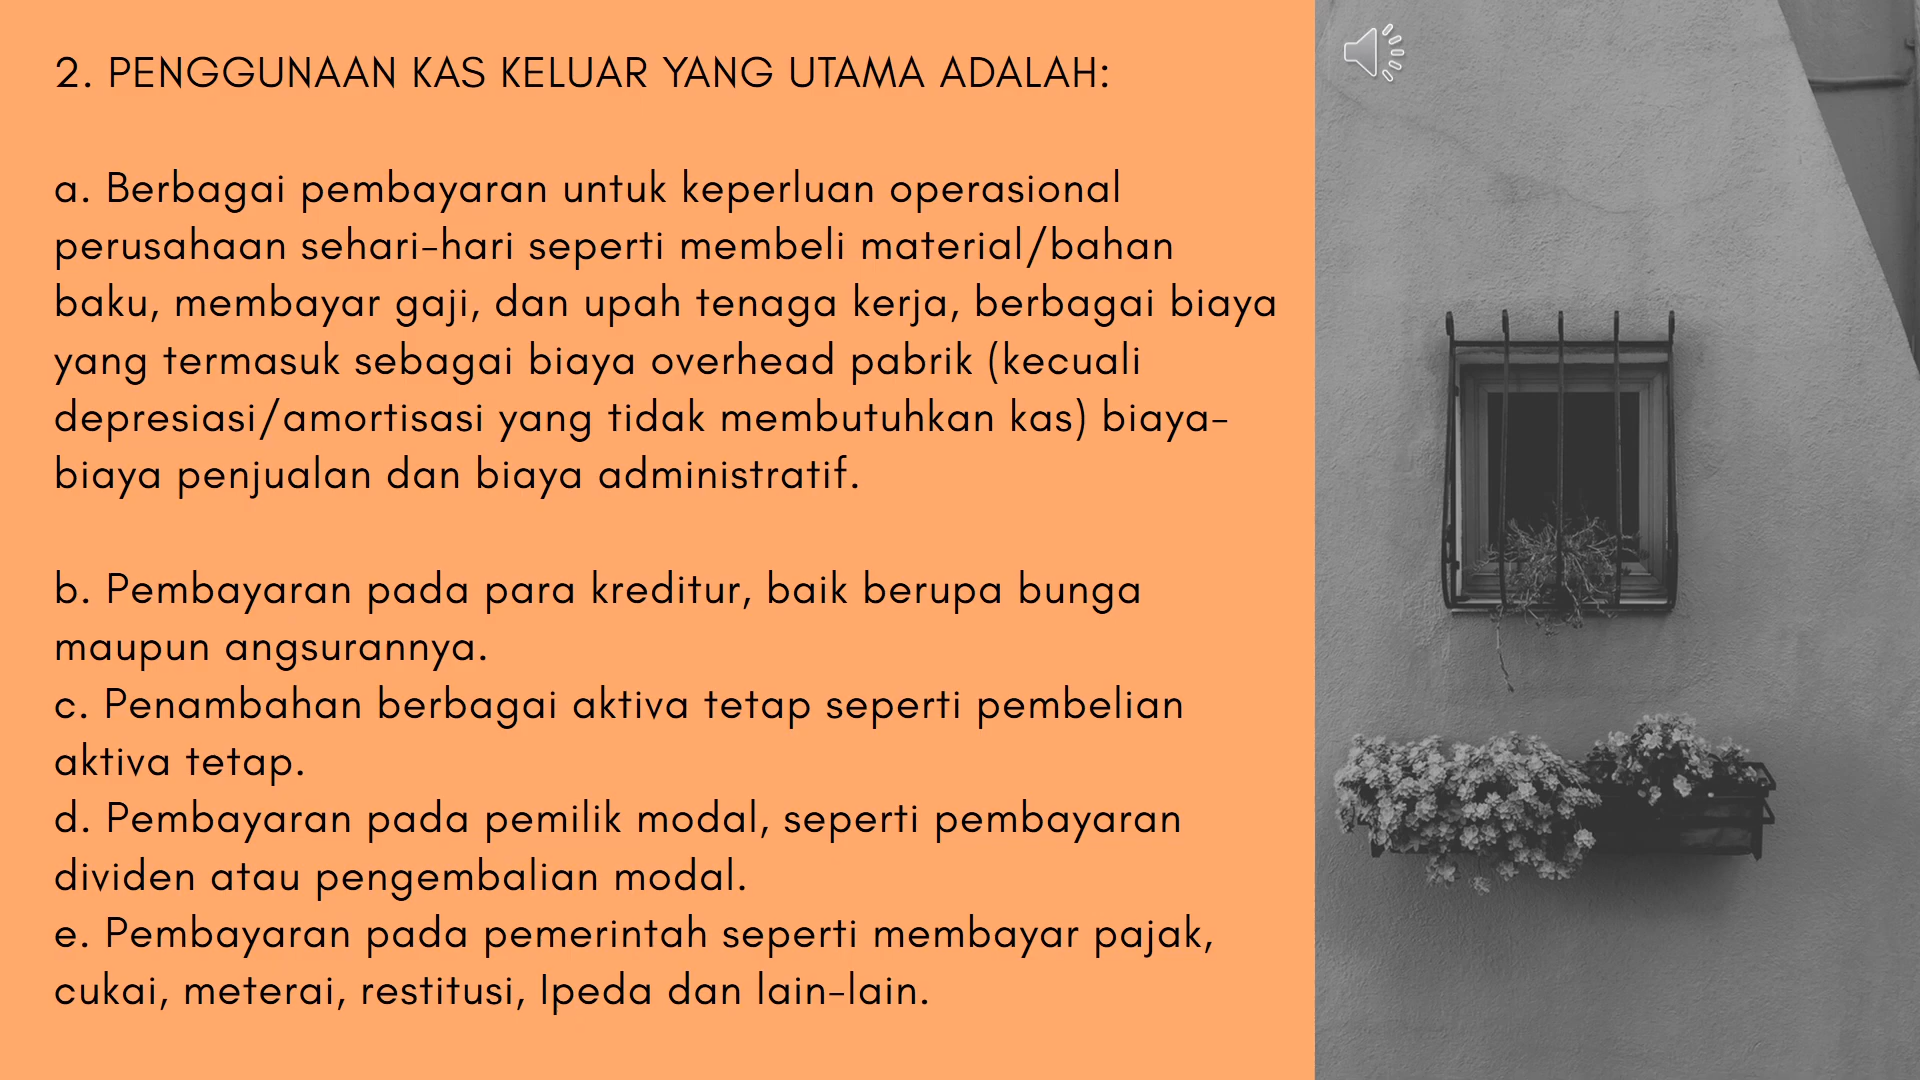 2. PENGGUNAAN KAS KELUAR YANG UTAMA ADALAH:
a. Berbagai pembayaran untuk keperluan operasional
perusahaan sehari-hari seperti membeli material/bahan
baku, membayar gaji, dan upah tenaga kerja, berbagai biaya
yang termasuk sebagai biaya overhead pabrik (kecuali
depresiasi/amortisasi yang tidak membutuhkan kas) biaya-
biaya penjualan dan biaya administratif.
b. Pembayaran pada para kreditur, baik berupa bunga
maupun angsurannya.
c. Penambahan berbagai aktiva tetap seperti pembelian
aktiva tetap.
d. Pembayaran pada pemilik modal, seperti pembayaran
dividen atau pengembalian modal.
e. Pembayaran pada pemerintah seperti membayar pajak,
cukai, meterai, restitusi, Ipeda dan lain-lain.